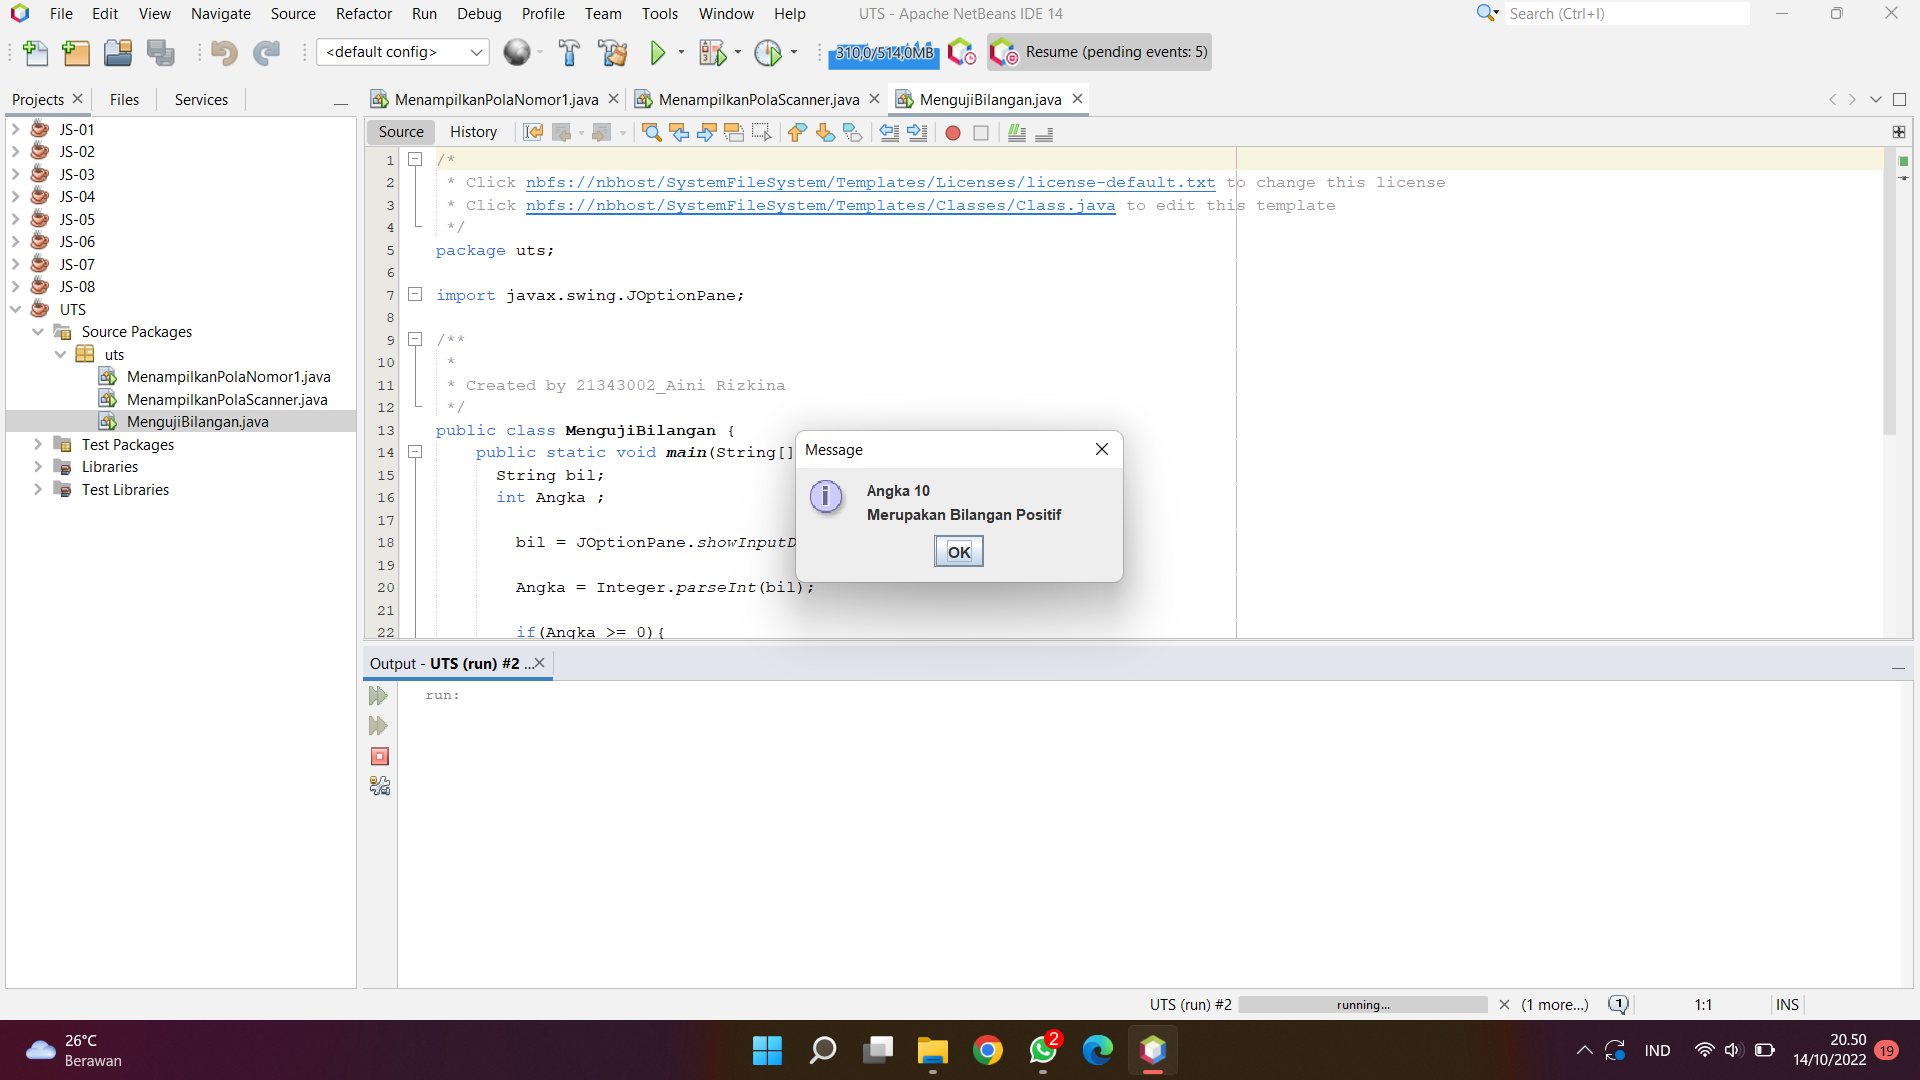 File Edit View Navigate Source Refactor Run Debug Profile Team Tools Window Help UTS - Apache NetBeans IDE 14 Search (Ctrl+I)
<default config> 310,0/514,0MB Resume (pending events: 5)
Projects Files Services MenampilkanPolaNomor1.java MenampilkanPolaScanner.java MengujiBilangan.java
Source History
JS-01
JS-02
JS-03
JS-04
JS-05
JS-06
JS-07
JS-08
UTS
Source Packages
uts
MenampilkanPolaNomor1.java
MenampilkanPolaScanner.java
MengujiBilangan.java
Test Packages
Libraries
Test Libraries
1 /*
2 * Click nbfs://nbhost/SystemFileSystem/Templates/Licenses/license-default.txt to change this license
3 * Click nbfs://nbhost/SystemFileSystem/Templates/Classes/Class.java to edit this template
4 */
5 package uts;
6
7 import javax.swing.JOptionPane;
8
9 /**
10 *
11 * Created by 21343002_Aini Rizkina
12 */
13 public class MengujiBilangan {
14 public static void main(String[]
15 String bil;
16 int Angka ;
17
18 bil = JOptionPane.showInputD
19
20 Angka = Integer.parseInt(bil);
21
22 if(Angka >= 0){
Message
Angka 10
Merupakan Bilangan Positif
OK
Output - UTS (run) #2 ...
run:
UTS (run) #2 running... (1 more...) 1 1:1 INS
26°C
Berawan
2
IND
20.50
14/10/2022
19